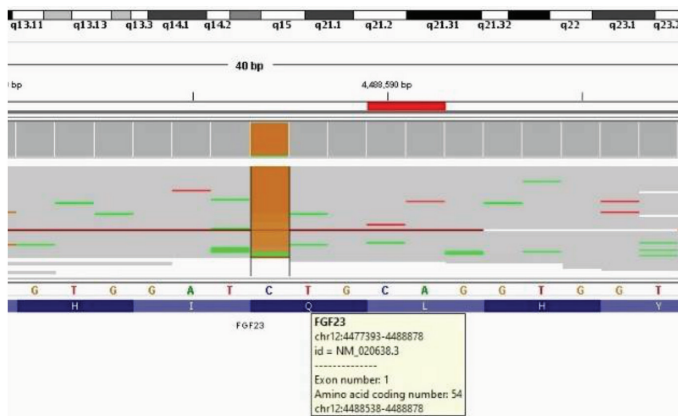 q13.11 q13.13 q13.3 q14.1 q14.2 q15 q21.1 q21.2 q21.31 q21.32 q22 q23.1 q23.2
40 bp
bp 4,488,590 bp
G T G G A T C T G C A G G T G G T
H I Q L H Y
FGF23
FGF23
chr12:4477393-4488878
id = NM_020638.3
--------------
Exon number: 1
Amino acid coding number: 54
chr12:4488538-4488878